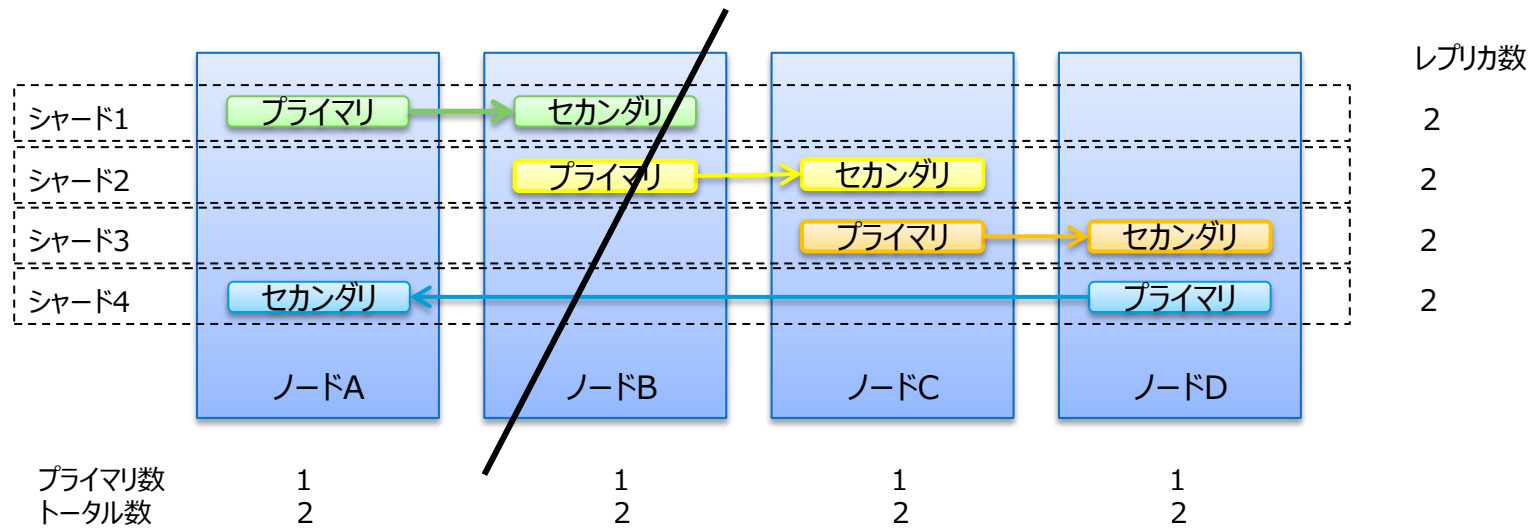 レプリカ数
シャード1 プライマリ セカンダリ 2
シャード2 プライマリ セカンダリ 2
シャード3 プライマリ セカンダリ 2
シャード4 セカンダリ プライマリ 2
ノードA ノードB ノードC ノードD
プライマリ数 1 1 1 1
トータル数 2 2 2 2